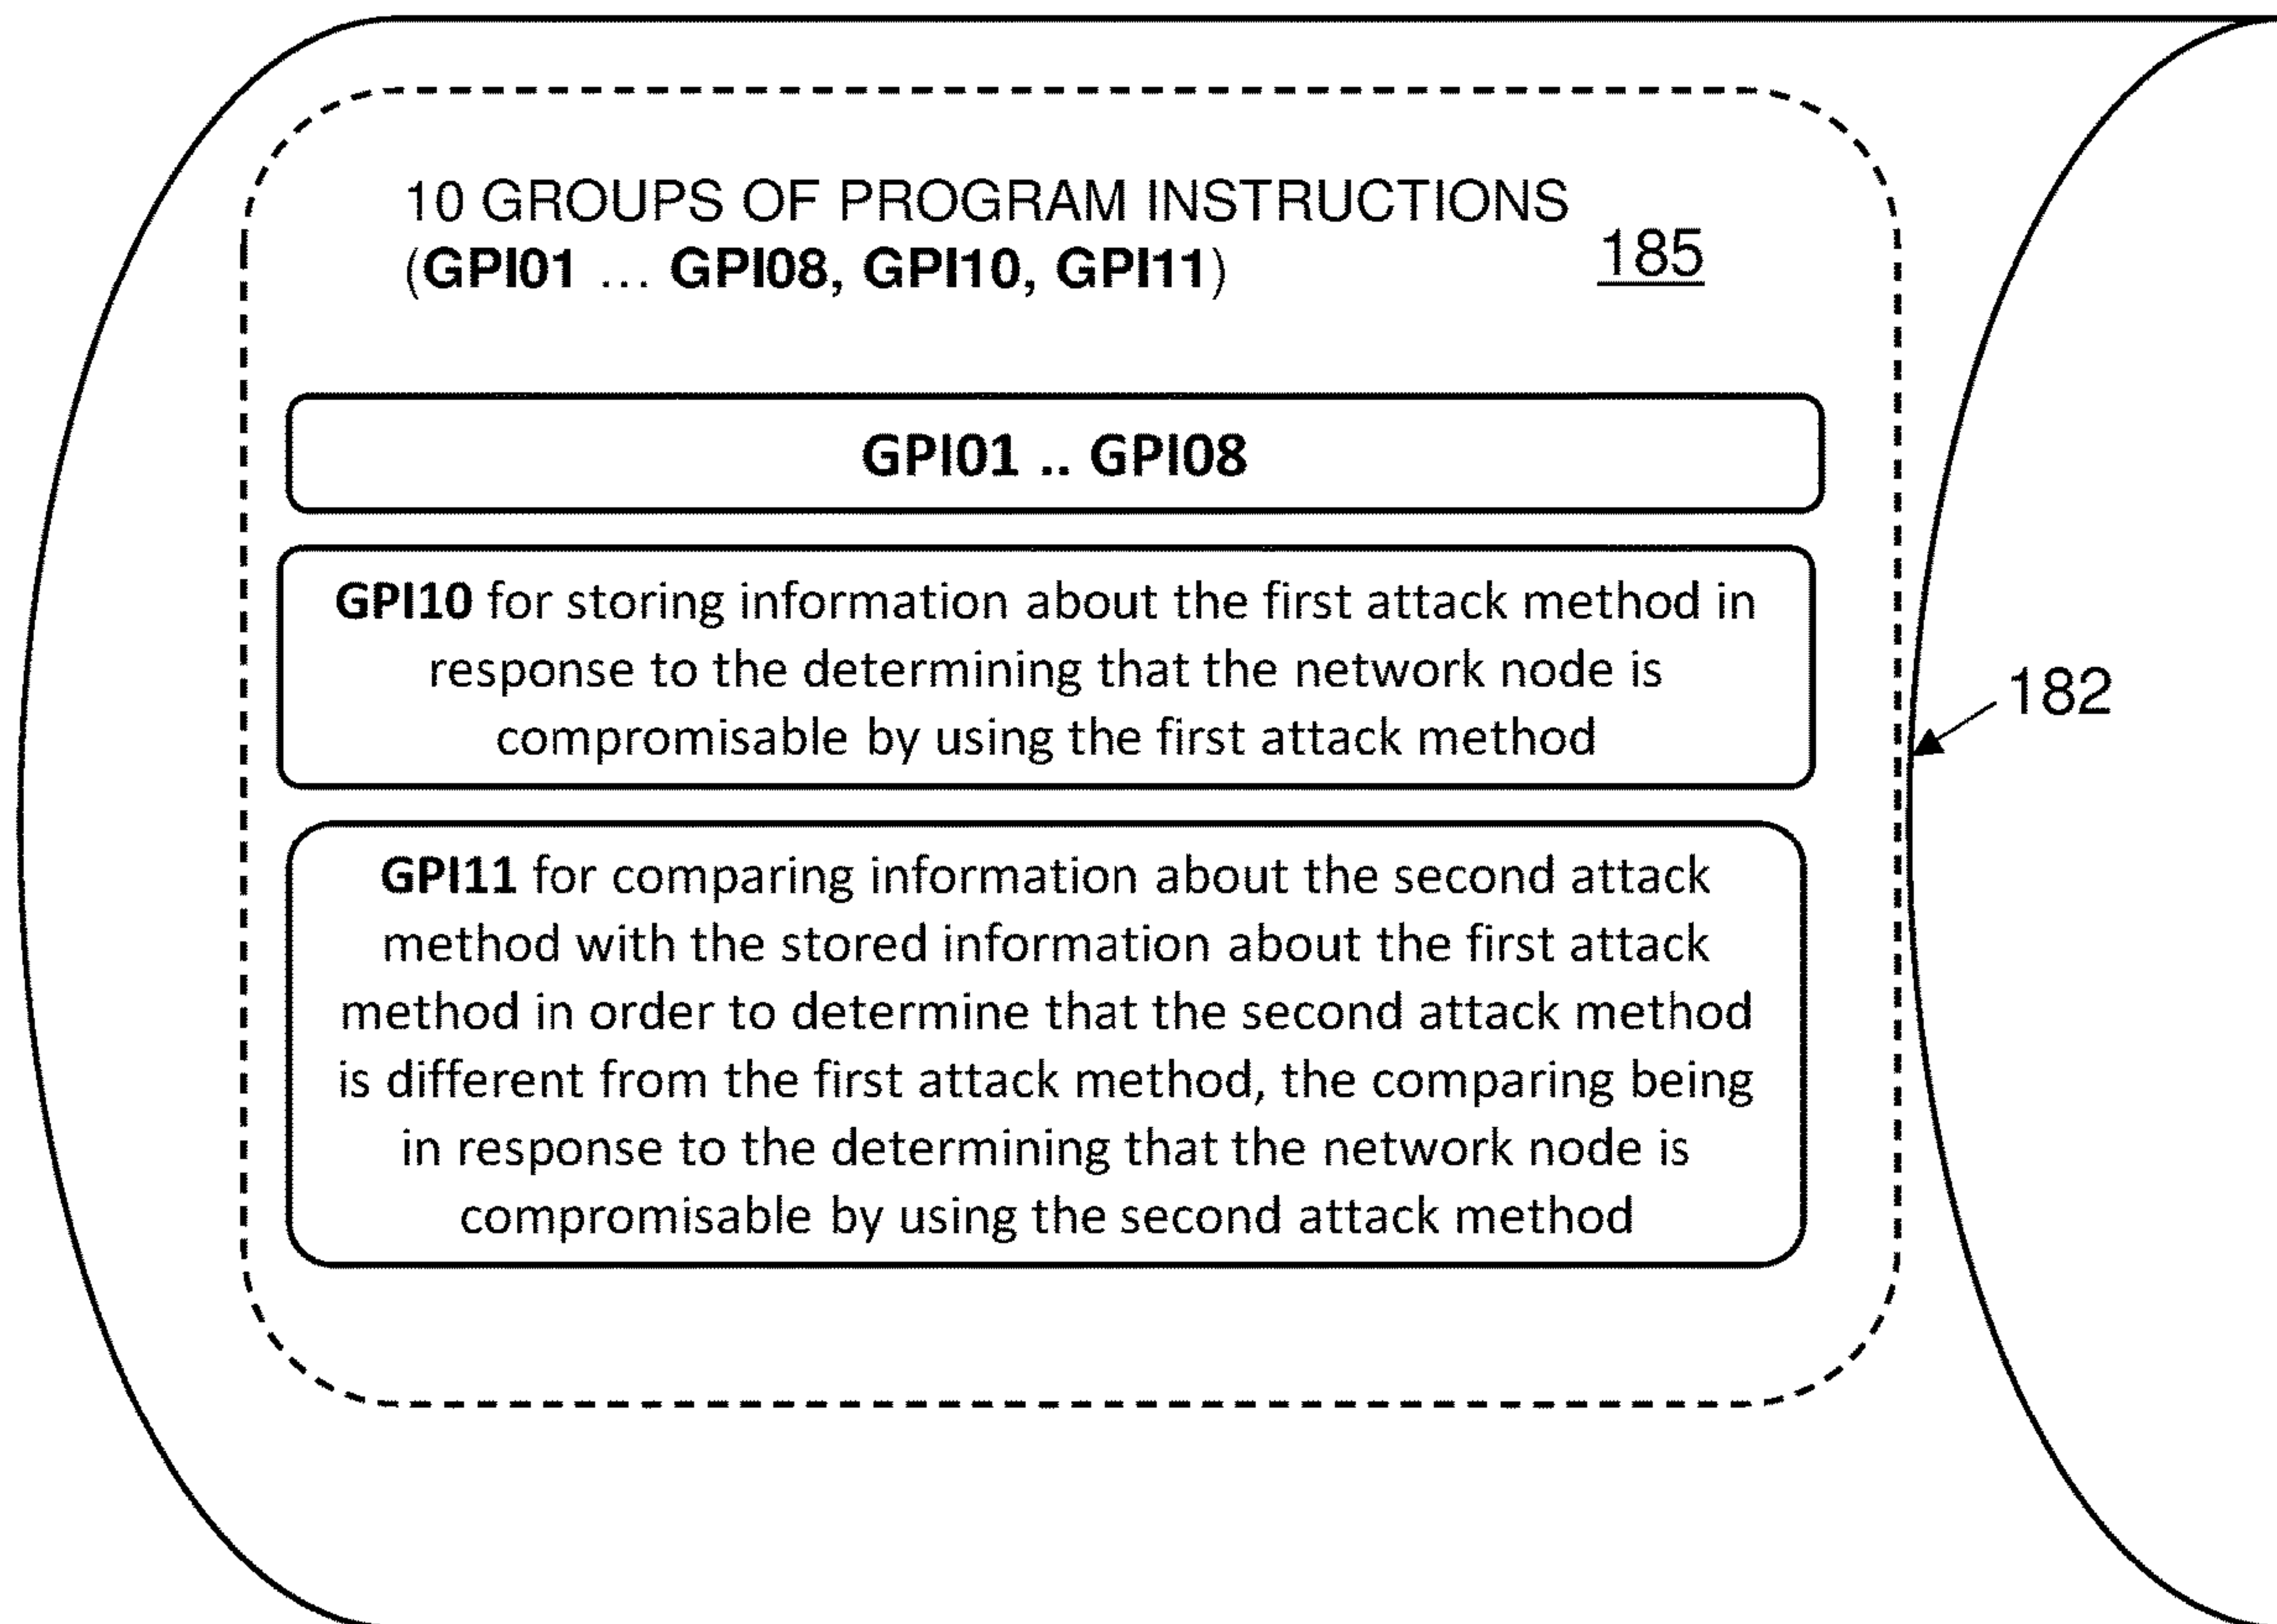 10 GROUPS OF PROGRAM INSTRUCTIONS
(GPI01 ... GPI08, GPI10, GPI11)
185
GPI01 .. GPI08
GPI10 for storing information about the first attack method in
response to the determining that the network node is
compromisable by using the first attack method
182
GPI11 for comparing information about the second attack
method with the stored information about the first attack
method in order to determine that the second attack method
is different from the first attack method, the comparing being
in response to the determining that the network node is
compromisable by using the second attack method